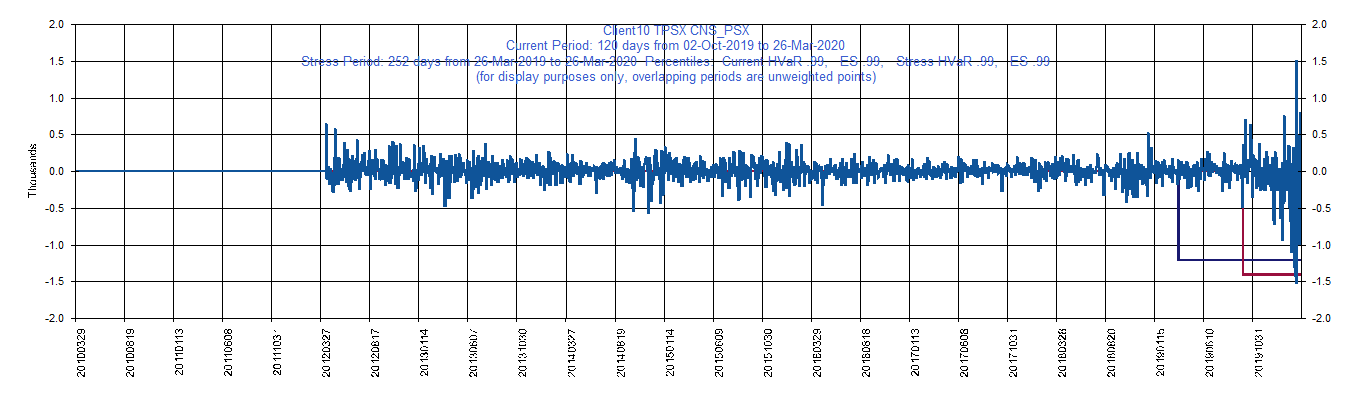 Client10 TPSX CNS_PSX
Current Period: 120 days from 02-Oct-2019 to 26-Mar-2020
Stress Period: 252 days from 26-Mar-2019 to 26-Mar-2020 Percentiles: Current HVaR .99, ES .99, Stress HVaR .99, ES .99
(for display purposes only, overlapping periods are unweighted points)
2.0 2.0
1.5 1.5
1.0 1.0
0.5 0.5
0.0 0.0
-0.5 -0.5
-1.0 -1.0
-1.5 -1.5
-2.0 -2.0
Thousands
20100329 20100819 20110113 20110608 20111031 20120327 20120817 20130114 20130607 20131030 20140327 20140819 20150114 20150609 20151030 20160329 20160818 20170113 20170608 20171031 20180328 20180820 20190115 20190610 20191031